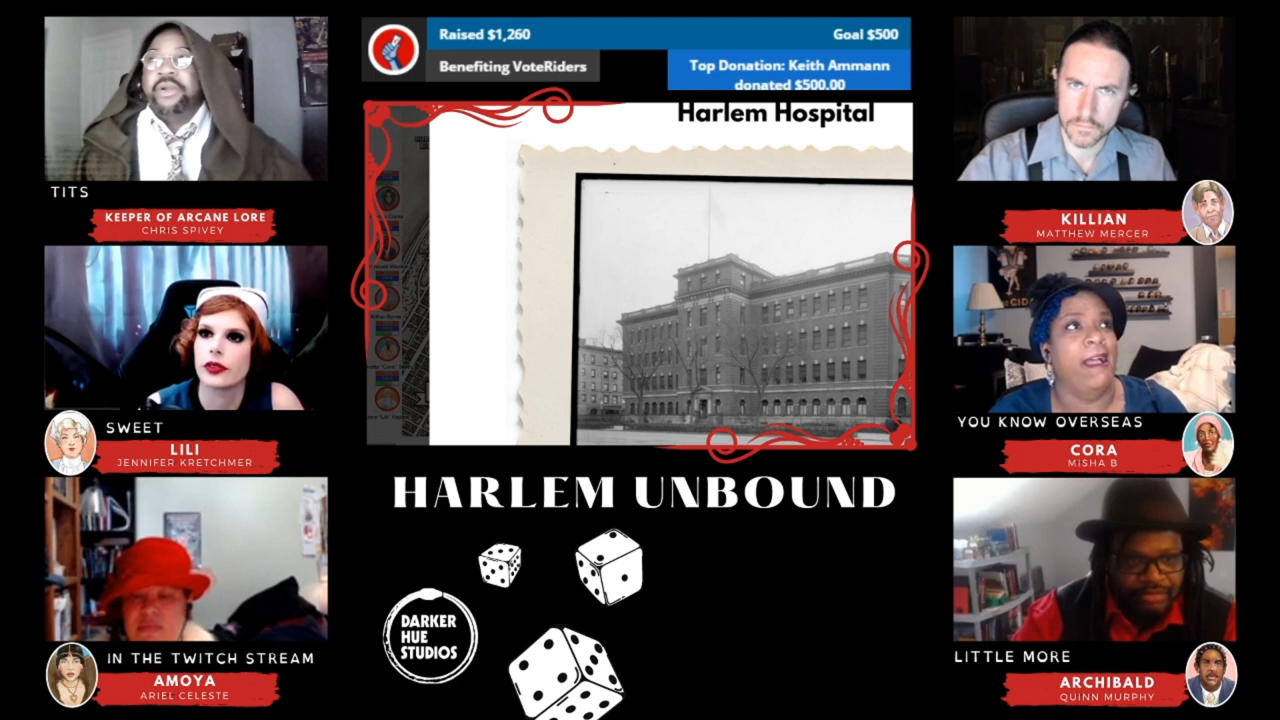 Raised $1,260
Goal $500
Benefiting VoteRiders
Top Donation: Keith Ammann
donated $500.00
Harlem Hospital
TITS
KEEPER OF ARCANE LORE
CHRIS SPIVEY
SWEET
LILI
JENNIFER KRETCHMER
IN THE TWITCH STREAM
AMOYA
ARIEL CELESTE
KILLIAN
MATTHEW MERCER
YOU KNOW OVERSEAS
CORA
MISHA B
LITTLE MORE
ARCHIBALD
QUINN MURPHY
HARLEM UNBOUND
DARKER
HUE
STUDIOS